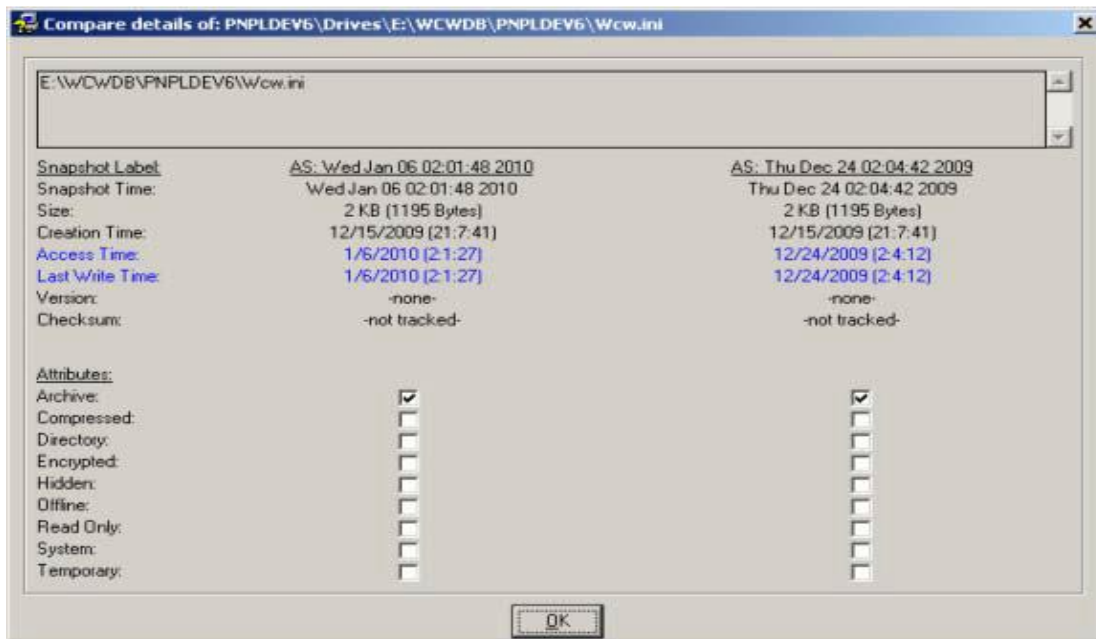 Compare details of: PNPLDEV6\Drives\E:\WCWDB\PNPLDEV6\Wcw.ini
E:\WCWDB\PNPLDEV6\Wcw.ini
Snapshot Label: AS: Wed Jan 06 02:01:48 2010 AS: Thu Dec 24 02:04:42 2009
Snapshot Time: Wed Jan 06 02:01:48 2010 Thu Dec 24 02:04:42 2009
Size: 2 KB (1195 Bytes) 2 KB (1195 Bytes)
Creation Time: 12/15/2009 (21:7:41) 12/15/2009 (21:7:41)
Access Time: 1/6/2010 (2:1:27) 12/24/2009 (2:4:12)
Last Write Time: 1/6/2010 (2:1:27) 12/24/2009 (2:4:12)
Version: -none- -none-
Checksum: -not tracked- -not tracked-
Attributes:
Archive:
Compressed:
Directory:
Encrypted:
Hidden:
Offline:
Read Only:
System:
Temporary:
OK